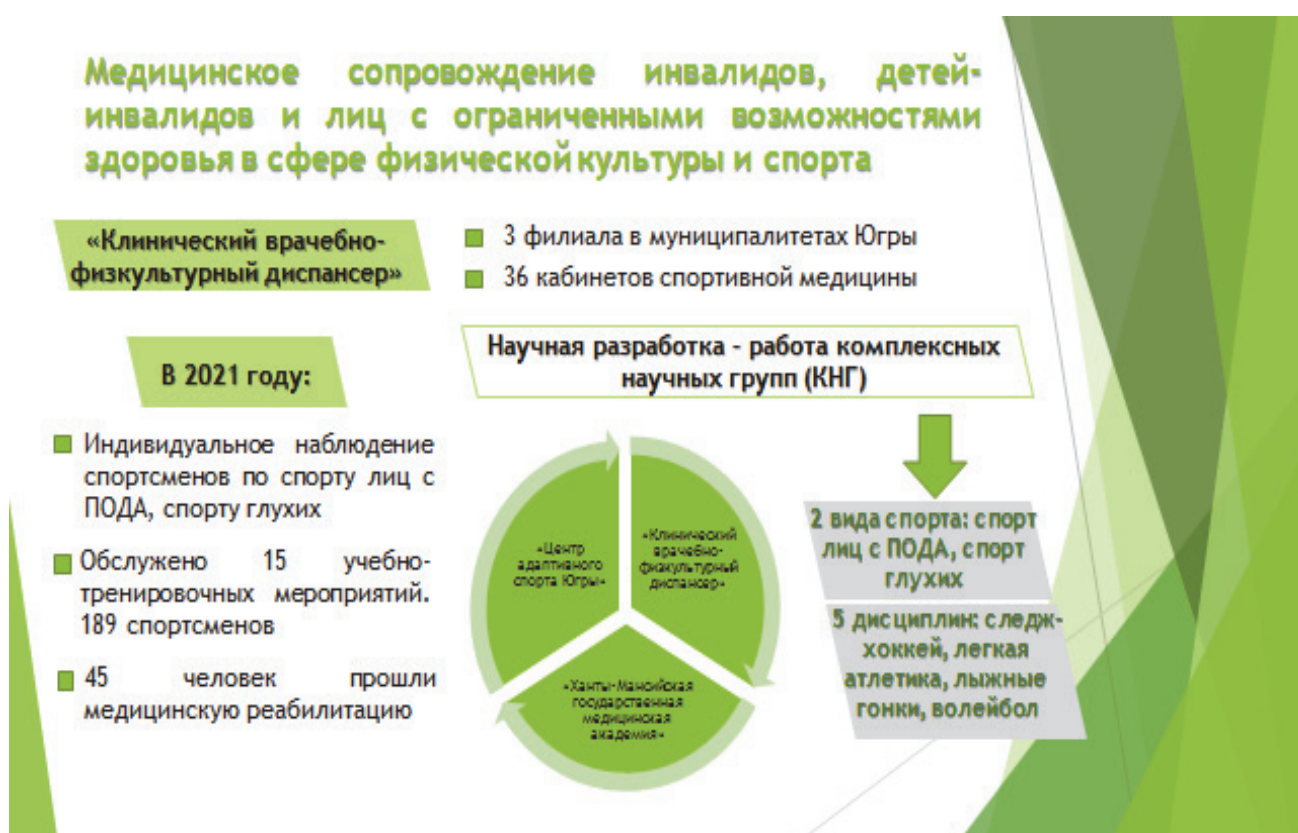 Медицинское сопровождение инвалидов, детей-
инвалидов и лиц с ограниченными возможностями
здоровья в сфере физической культуры и спорта
«Клинический врачебно-
физкультурный диспансер»
3 филиала в муниципалитетах Югры
36 кабинетов спортивной медицины
В 2021 году:
Индивидуальное наблюдение
спортсменов по спорту лиц с
ПОДА, спорту глухих
Обслужено 15 учебно-
тренировочных мероприятий.
189 спортсменов
45 человек прошли
медицинскую реабилитацию
Научная разработка - работа комплексных
научных групп (КНГ)
«Центр
адаптивного
спорта Югры»
«Клинический
врачебно-
физкультурный
диспансер»
«Ханты-Мансийская
государственная
медицинская
академия»
2 вида спорта: спорт
лиц с ПОДА, спорт
глухих
5 дисциплин: следж-
хоккей, легкая
атлетика, лыжные
гонки, волейбол